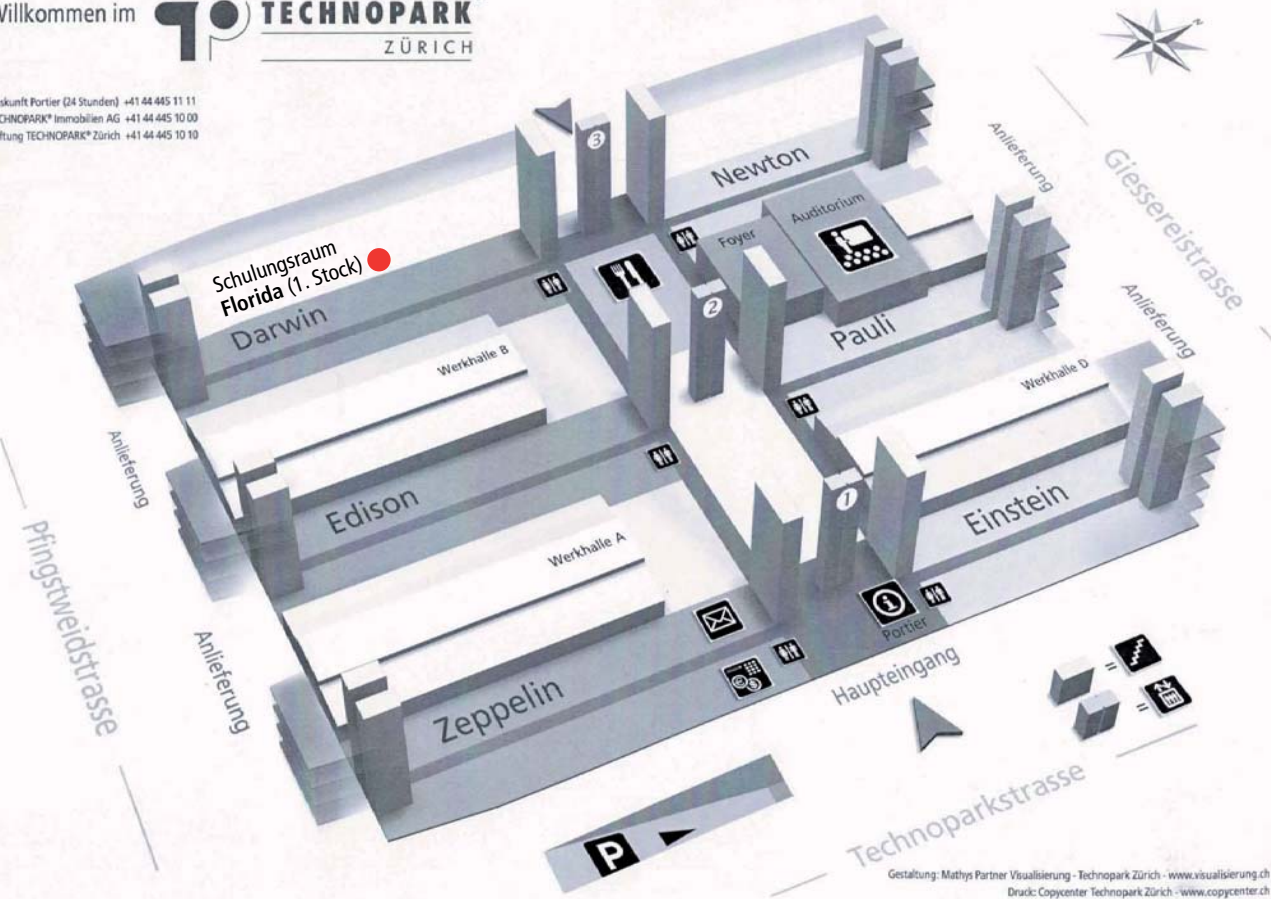 Willkommen im
TECHNOPARK
ZÜRICH
skunft Portier (24 Stunden) +41 44 445 11 11
CHNOPARK® Immobilien AG +41 44 445 10 00
ftung TECHNOPARK® Zürich +41 44 445 10 10
N
3
Newton
Anlieferung
Giessereistrasse
Auditorium
Foyer
Schulungsraum
Florida (1. Stock)
Darwin
2
Pauli
Anlieferung
Werkhalle B
Werkhalle D
Anlieferung
Edison
1
Einstein
Pfingstweidstrasse
Werkhalle A
Anlieferung
Portier
Zeppelin
Haupteingang
=
=
P
Technoparkstrasse
Gestaltung: Mathys Partner Visualisierung - Technopark Zürich - www.visualisierung.ch
Druck: Copycenter Technopark Zürich - www.copycenter.ch